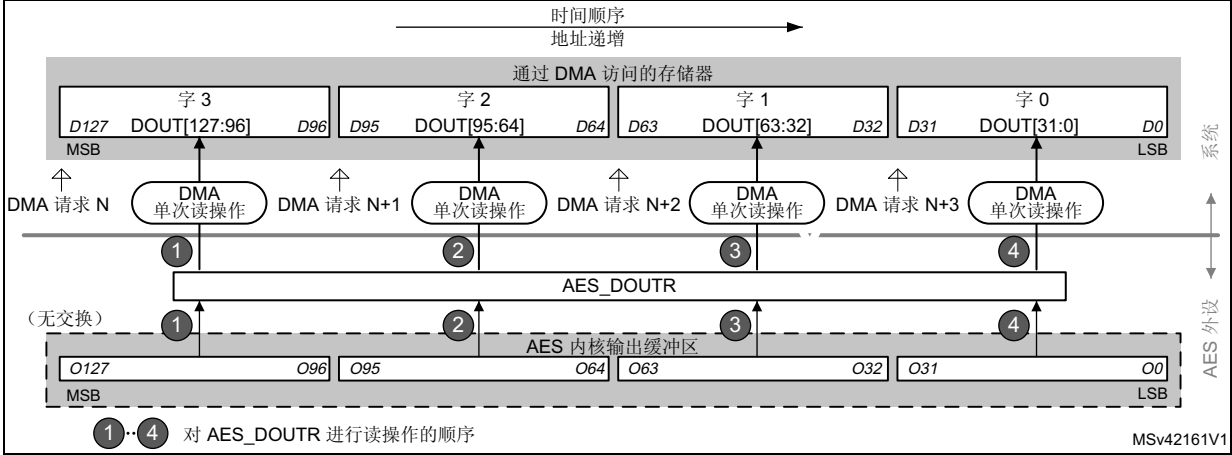 时间顺序
地址递增
通过 DMA 访问的存储器
字 3 字 2 字 1 字 0
D127 DOUT[127:96] D96 D95 DOUT[95:64] D64 D63 DOUT[63:32] D32 D31 DOUT[31:0] D0
MSB LSB
系统
DMA 请求 N DMA 单次读操作 DMA 请求 N+1 DMA 单次读操作 DMA 请求 N+2 DMA 单次读操作 DMA 请求 N+3 DMA 单次读操作
1 2 3 4
AES_DOUTR
(无交换) 1 2 3 4
AES 外设
AES 内核输出缓冲区
O127 O96 O95 O64 O63 O32 O31 O0
MSB LSB
1··4 对 AES_DOUTR 进行读操作的顺序
MSv42161V1